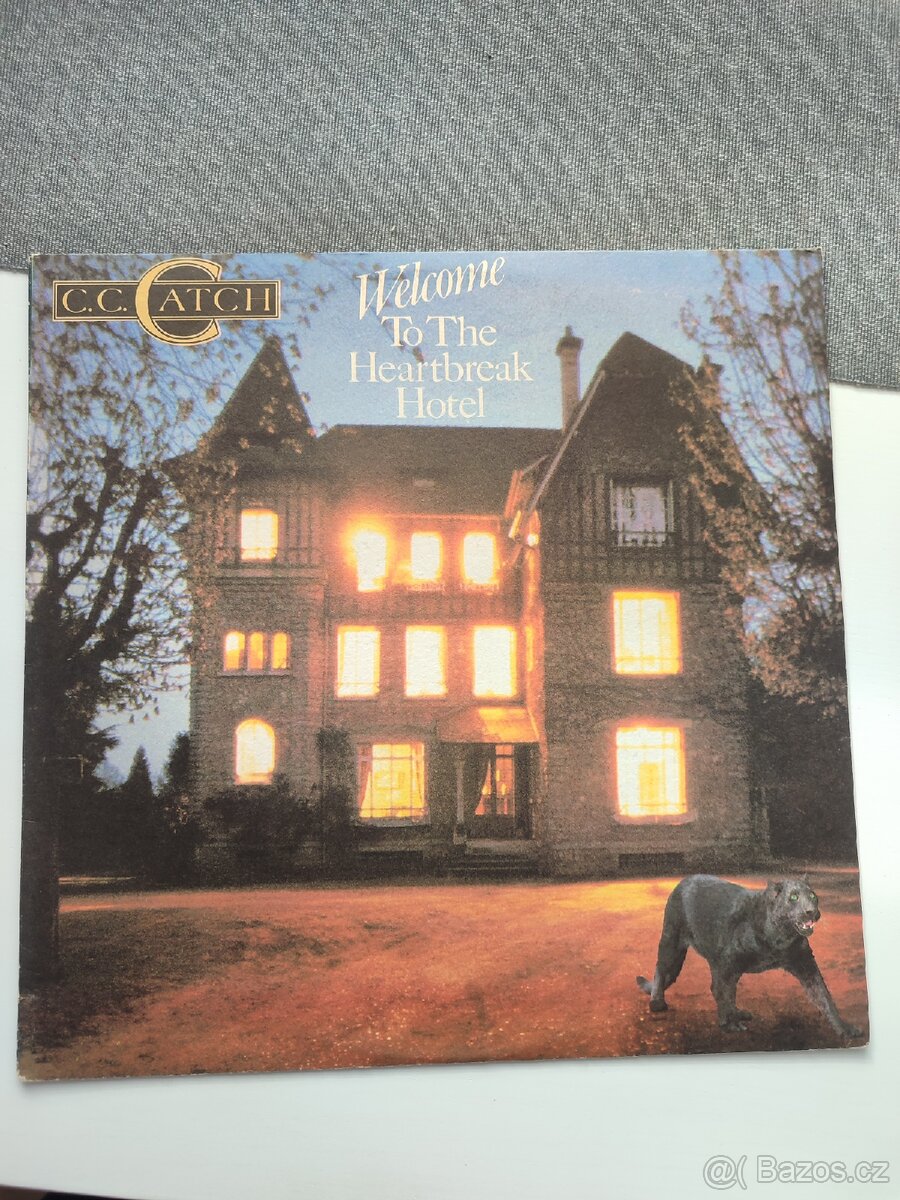 C.C.CATCH
Welcome
To The
Heartbreak
Hotel
@( Bazos.cz